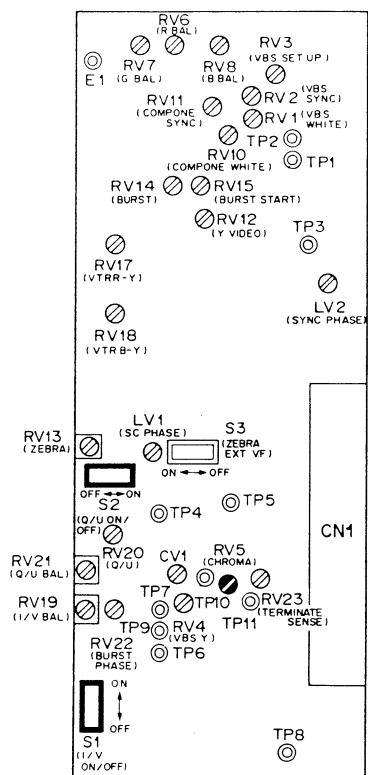 RV6
(R BAL)
RV7
(G BAL)
RV8
(B BAL)
RV3
(VBS SET UP)
E1
RV11
(COMPONE SYNC)
RV2 (VBS SYNC)
RV1 (VBS WHITE)
TP2
RV10
(COMPONE WHITE)
TP1
RV14
(BURST)
RV15
(BURST START)
RV12
(Y VIDEO)
TP3
RV17
(VTRR-Y)
LV2
(SYNC PHASE)
RV18
(VTRB-Y)
RV13
(ZEBRA)
LV1
(SC PHASE)
S3
(ZEBRA EXT VF)
ON ↔ OFF
OFF ↔ ON
S2
(Q/U ON/OFF)
TP4
TP5
CN1
RV20
(Q/U)
RV21
(Q/U BAL)
CV1
RV5
(CHROMA)
RV19
(I/V BAL)
TP7
TP10
TP11
RV23
(TERMINATE SENSE)
RV22
(BURST PHASE)
TP9
RV4
(VBS Y)
TP6
ON
OFF
S1
(I/V ON/OFF)
TP8